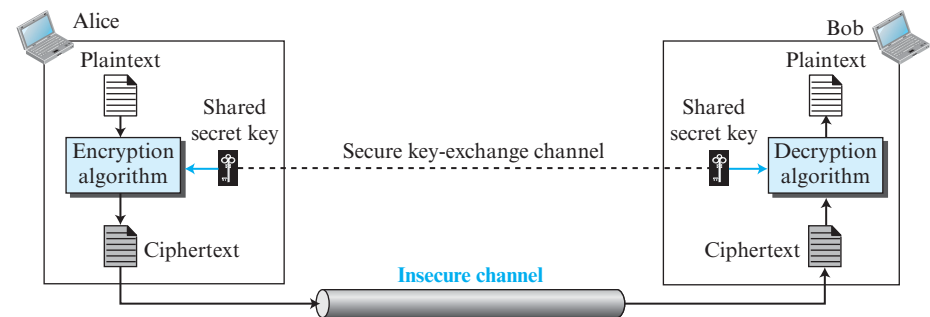 Alice
Plaintext
Shared
secret key
Encryption
algorithm
Ciphertext
Secure key-exchange channel
Insecure channel
Bob
Plaintext
Shared
secret key
Decryption
algorithm
Ciphertext